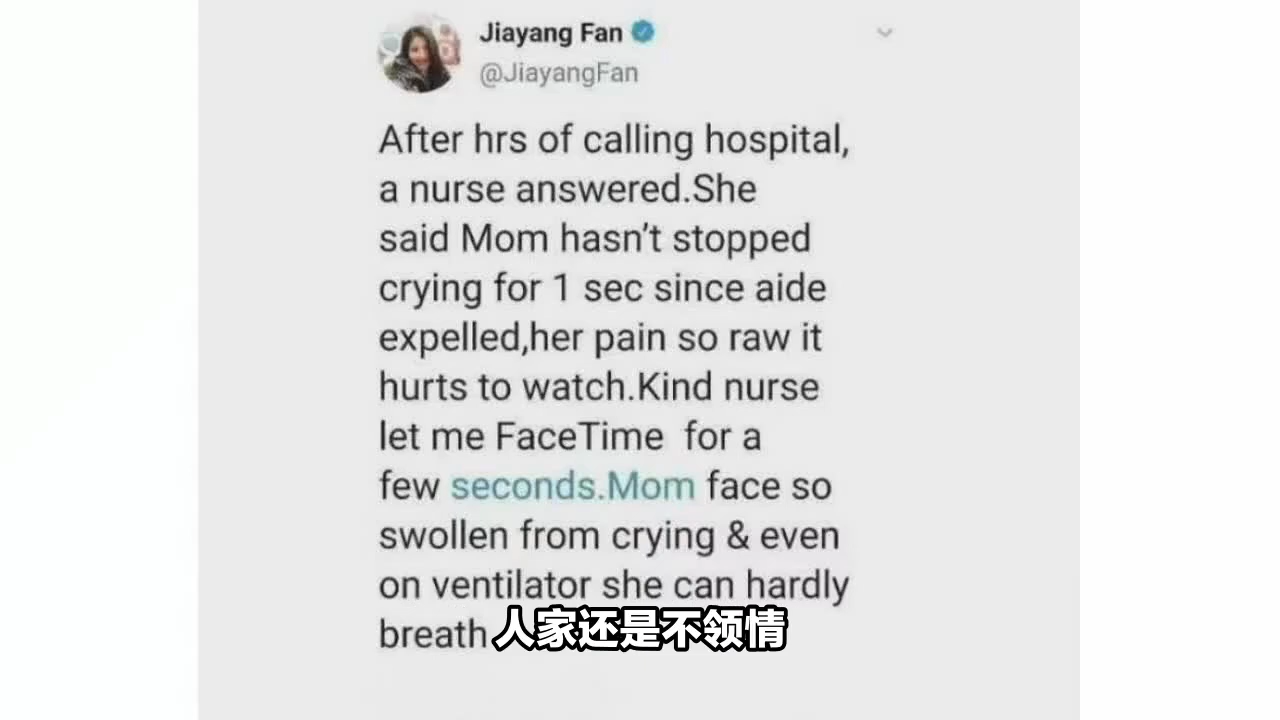 Jiayang Fan
@JiayangFan
After hrs of calling hospital,
a nurse answered.She
said Mom hasn't stopped
crying for 1 sec since aide
expelled,her pain so raw it
hurts to watch.Kind nurse
let me FaceTime for a
few seconds.Mom face so
swollen from crying & even
on ventilator she can hardly
breath
人家还是不领情